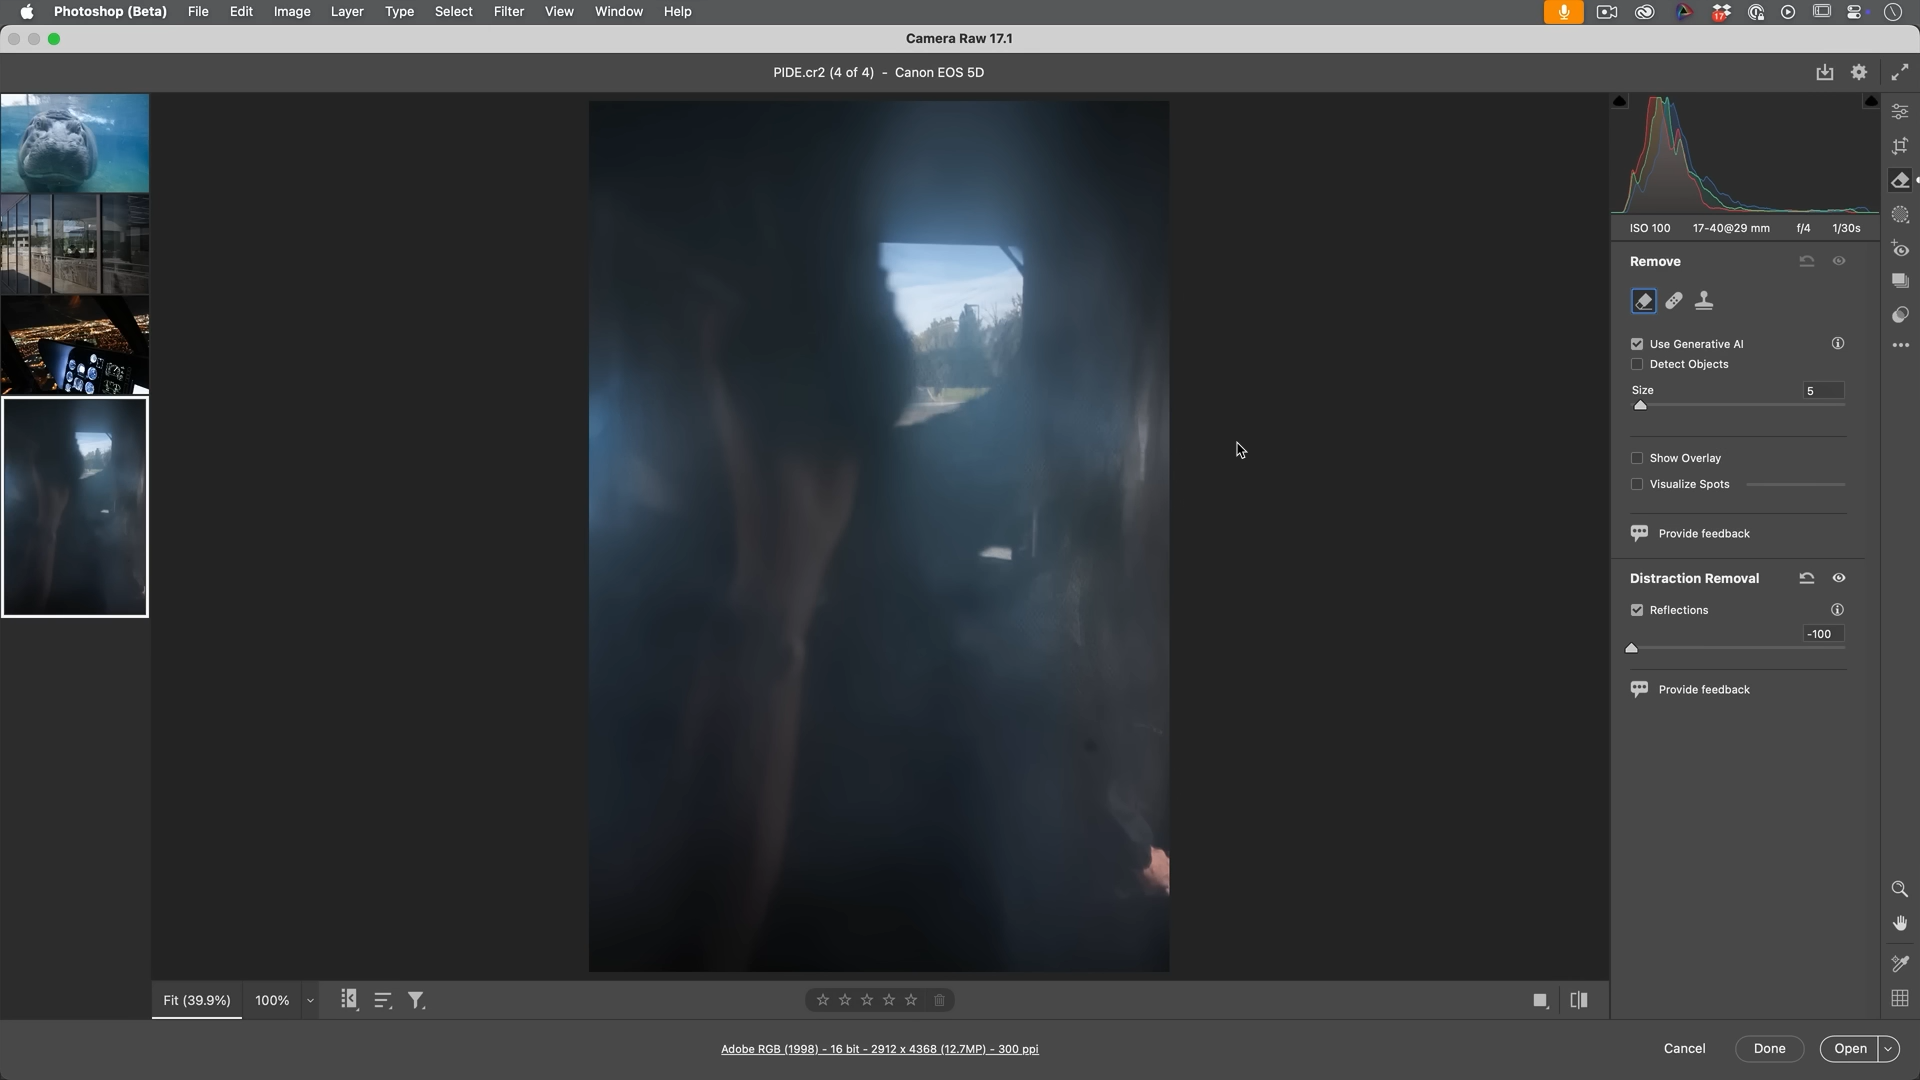 Photoshop (Beta) File Edit Image Layer Type Select Filter View Window Help
17
Camera Raw 17.1
PIDE.cr2 (4 of 4) - Canon EOS 5D
ISO 100 17-40@29 mm f/4 1/30s
Remove
Use Generative AI
Detect Objects
Size 5
Show Overlay
Visualize Spots
Provide feedback
Distraction Removal
Reflections
-100
Provide feedback
Fit (39.9%) 100%
Adobe RGB (1998) - 16 bit - 2912 x 4368 (12.7MP) - 300 ppi
Cancel Done Open